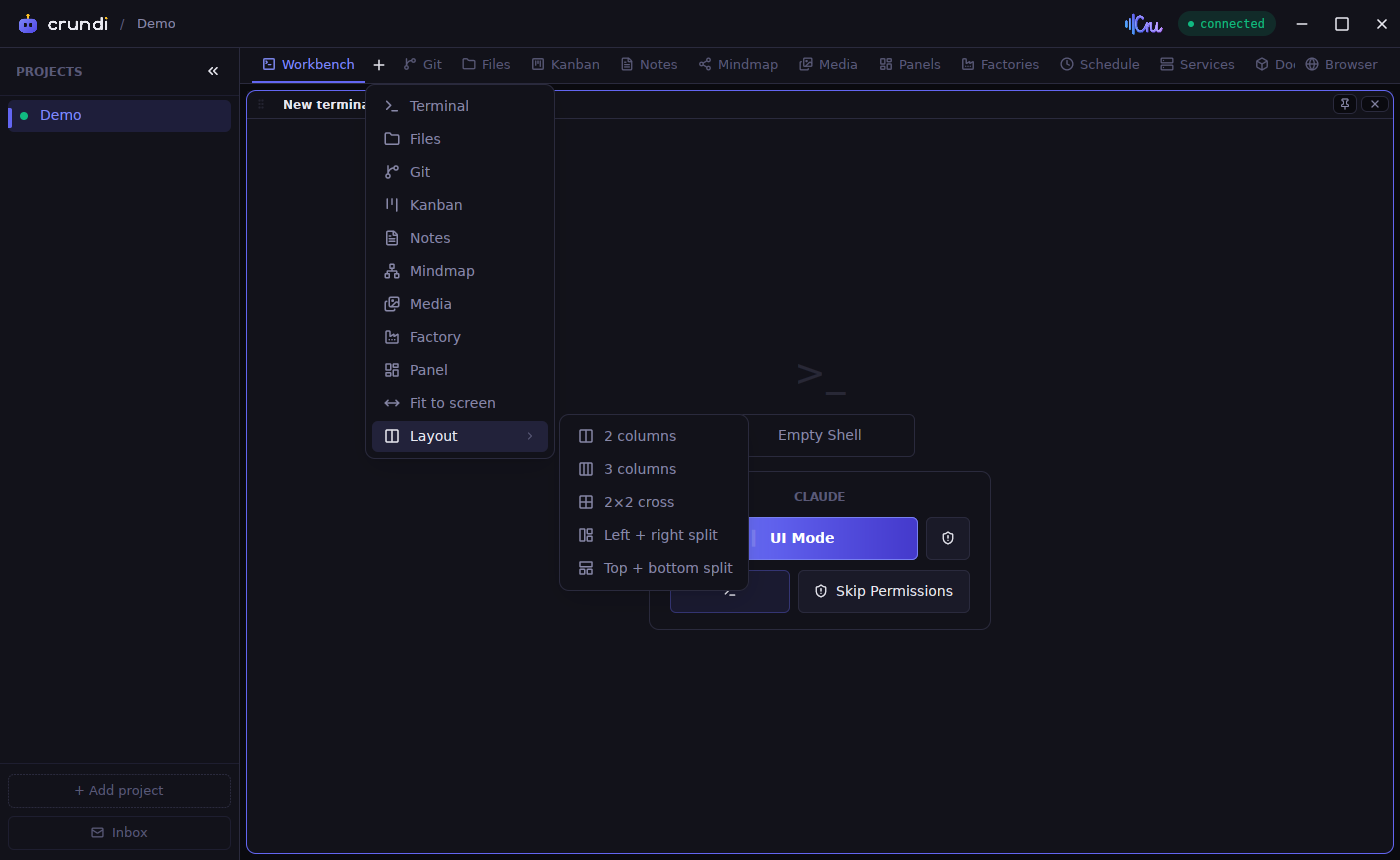 crundi / Demo
Cru
connected
PROJECTS
Workbench
Git
Files
Kanban
Notes
Mindmap
Media
Panels
Factories
Schedule
Services
Browser
Demo
New
Terminal
Files
Git
Kanban
Notes
Mindmap
Media
Factory
Panel
Fit to screen
Layout
2 columns
3 columns
2×2 cross
Left + right split
Top + bottom split
>_
Empty Shell
CLAUDE
UI Mode
Skip Permissions
+ Add project
Inbox